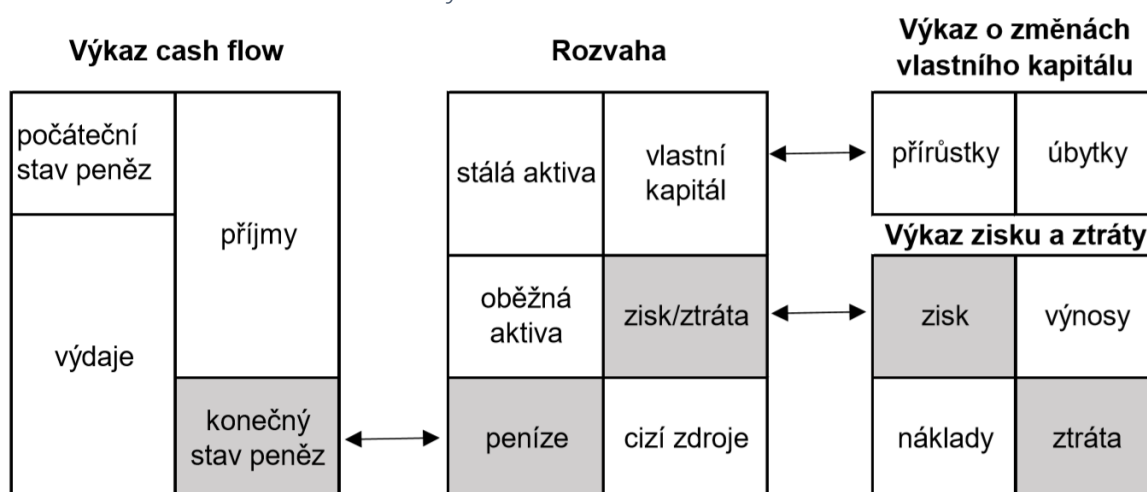 Výkaz cash flow
počáteční
stav peněz
příjmy
výdaje
konečný
stav peněz
Rozvaha
stálá aktiva
vlastní
kapitál
oběžná
aktiva
zisk/ztráta
peníze
cizí zdroje
Výkaz o změnách
vlastního kapitálu
přírůstky
úbytky
Výkaz zisku a ztráty
zisk
výnosy
náklady
ztráta